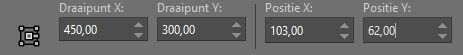 Draaipunt X: Draaipunt Y: Positie X: Positie Y:
450,00 300,00 103,00 62,00